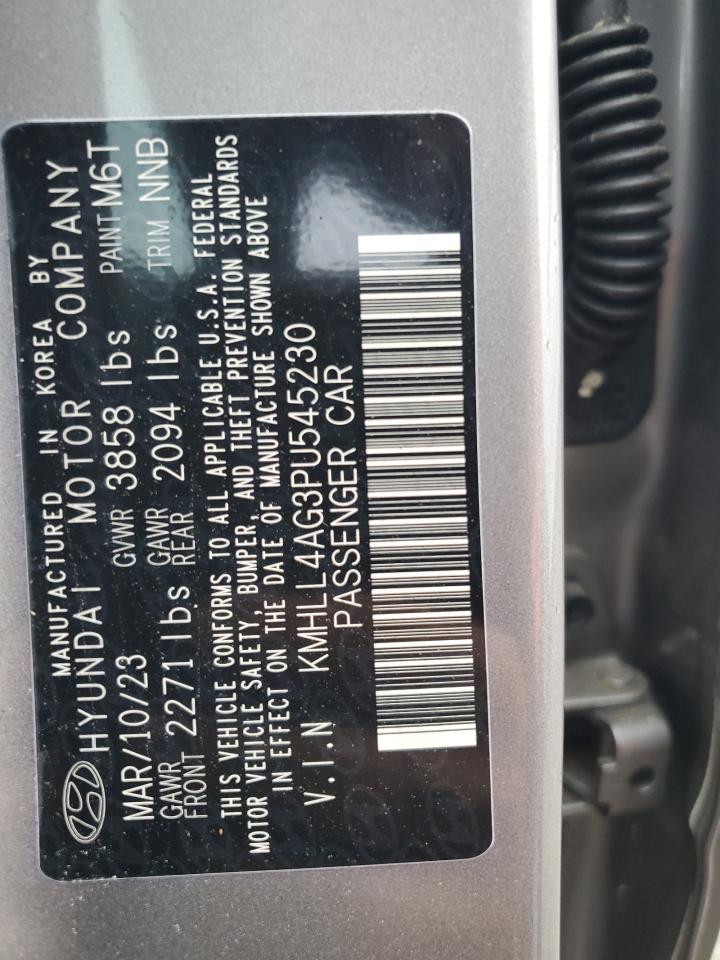 MANUFACTURED IN KOREA BY
HYUNDAI MOTOR COMPANY
MAR/10/23 GVWR 3858 lbs PAINT M6T
GAWR FRONT 2271 lbs GAWR REAR 2094 lbs TRIM NNB
THIS VEHICLE CONFORMS TO ALL APPLICABLE U.S.A. FEDERAL
MOTOR VEHICLE SAFETY, BUMPER, AND THEFT PREVENTION STANDARDS
IN EFFECT ON THE DATE OF MANUFACTURE SHOWN ABOVE
V.I.N KMHLL4AG3PU545230
PASSENGER CAR